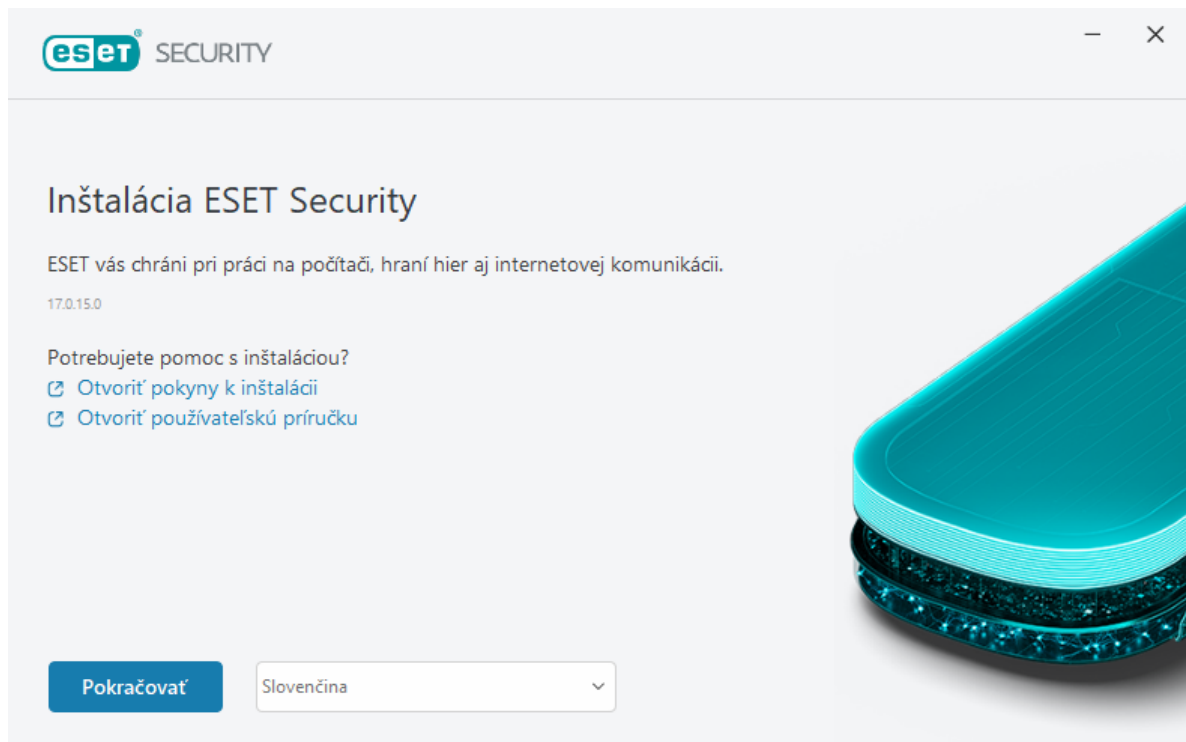 eset® SECURITY
Inštalácia ESET Security
ESET vás chráni pri práci na počítači, hraní hier aj internetovej komunikácii.
17.0.15.0
Potrebujete pomoc s inštaláciou?
Otvoriť pokyny k inštalácii
Otvoriť používateľskú príručku
Pokračovať
Slovenčina